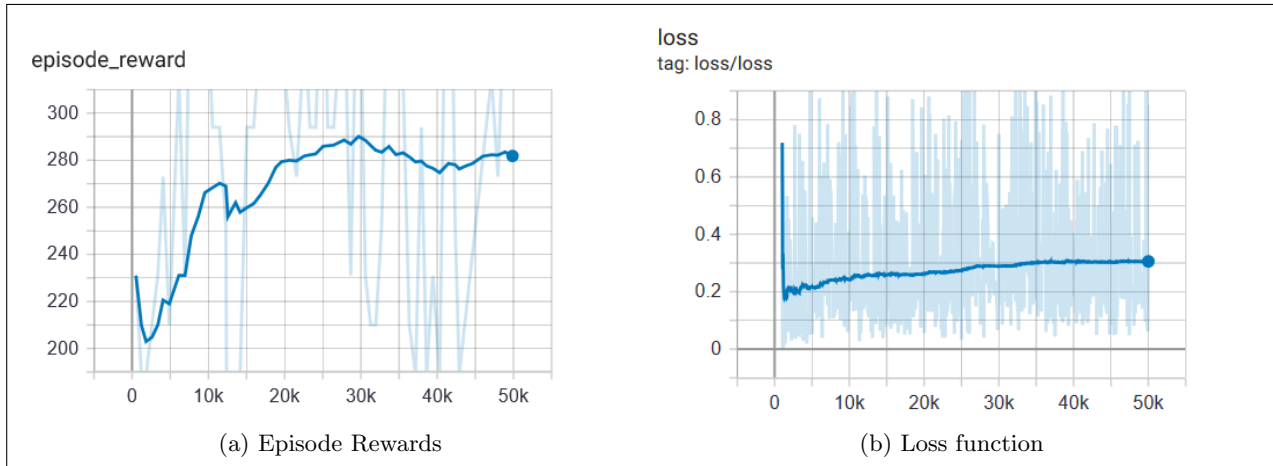 episode_reward
300
280
260
240
220
200
0 10k 20k 30k 40k 50k
(a) Episode Rewards
loss
tag: loss/loss
0.8
0.6
0.4
0.2
0
0 10k 20k 30k 40k 50k
(b) Loss function